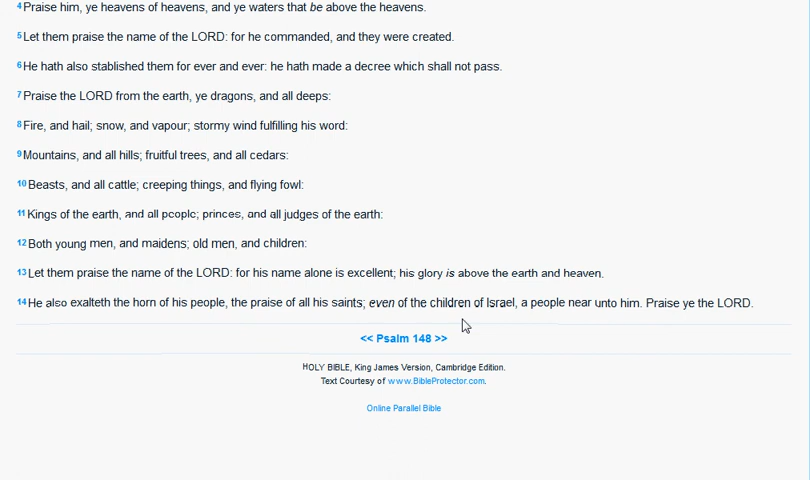 4 Praise him, ye heavens of heavens, and ye waters that be above the heavens.
5 Let them praise the name of the LORD: for he commanded, and they were created.
6 He hath also stablished them for ever and ever: he hath made a decree which shall not pass.
7 Praise the LORD from the earth, ye dragons, and all deeps:
8 Fire, and hail; snow, and vapour; stormy wind fulfilling his word:
9 Mountains, and all hills; fruitful trees, and all cedars:
10 Beasts, and all cattle; creeping things, and flying fowl:
11 Kings of the earth, and all people; princes, and all judges of the earth:
12 Both young men, and maidens; old men, and children:
13 Let them praise the name of the LORD: for his name alone is excellent; his glory is above the earth and heaven.
14 He also exalteth the horn of his people, the praise of all his saints; even of the children of Israel, a people near unto him. Praise ye the LORD.
<< Psalm 148 >>
HOLY BIBLE, King James Version, Cambridge Edition.
Text Courtesy of www.BibleProtector.com.
Online Parallel Bible